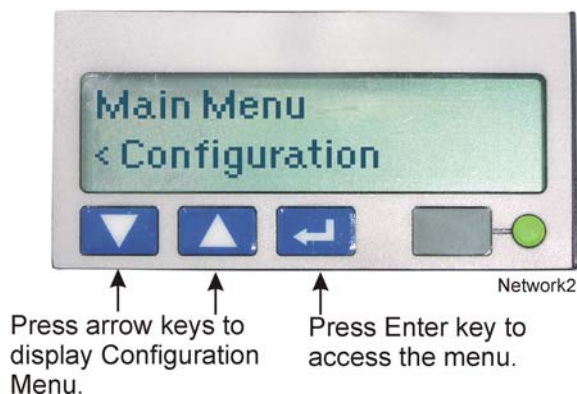 Main Menu
< Configuration
Network2
Press arrow keys to
display Configuration
Menu.
Press Enter key to
access the menu.